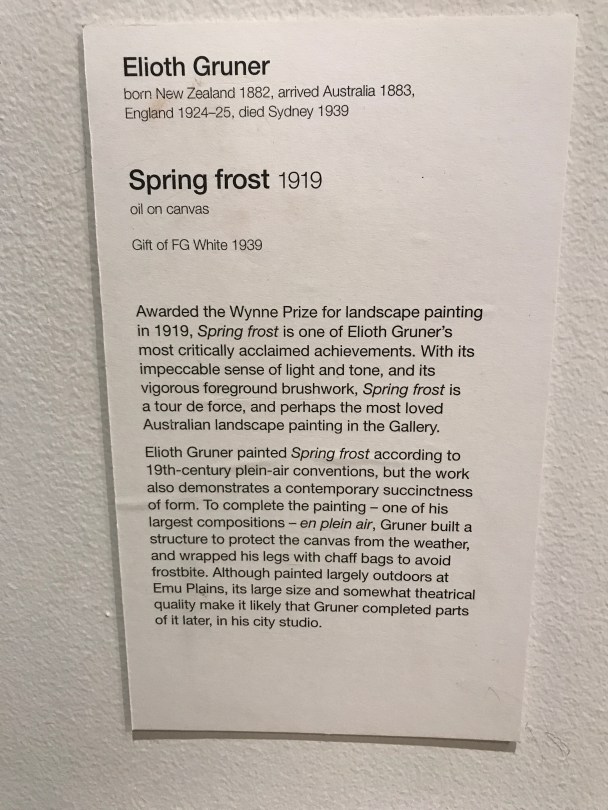 Elioth Gruner
born New Zealand 1882, arrived Australia 1883,
England 1924–25, died Sydney 1939
Spring frost 1919
oil on canvas
Gift of FG White 1939
Awarded the Wynne Prize for landscape painting
in 1919, Spring frost is one of Elioth Gruner's
most critically acclaimed achievements. With its
impeccable sense of light and tone, and its
vigorous foreground brushwork, Spring frost is
a tour de force, and perhaps the most loved
Australian landscape painting in the Gallery.
Elioth Gruner painted Spring frost according to
19th-century plein-air conventions, but the work
also demonstrates a contemporary succinctness
of form. To complete the painting – one of his
largest compositions – en plein air, Gruner built a
structure to protect the canvas from the weather,
and wrapped his legs with chaff bags to avoid
frostbite. Although painted largely outdoors at
Emu Plains, its large size and somewhat theatrical
quality make it likely that Gruner completed parts
of it later, in his city studio.